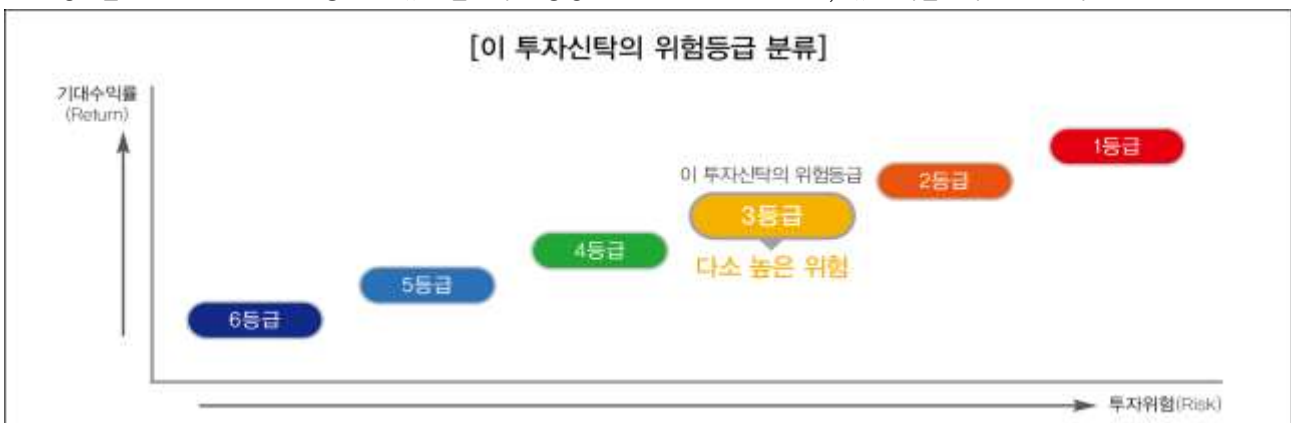 [이 투자신탁의 위험등급 분류]
기대수익률
(Return)
1등급
이 투자신탁의 위험등급
2등급
3등급
4등급
다소 높은 위험
5등급
6등급
투자위험(Risk)